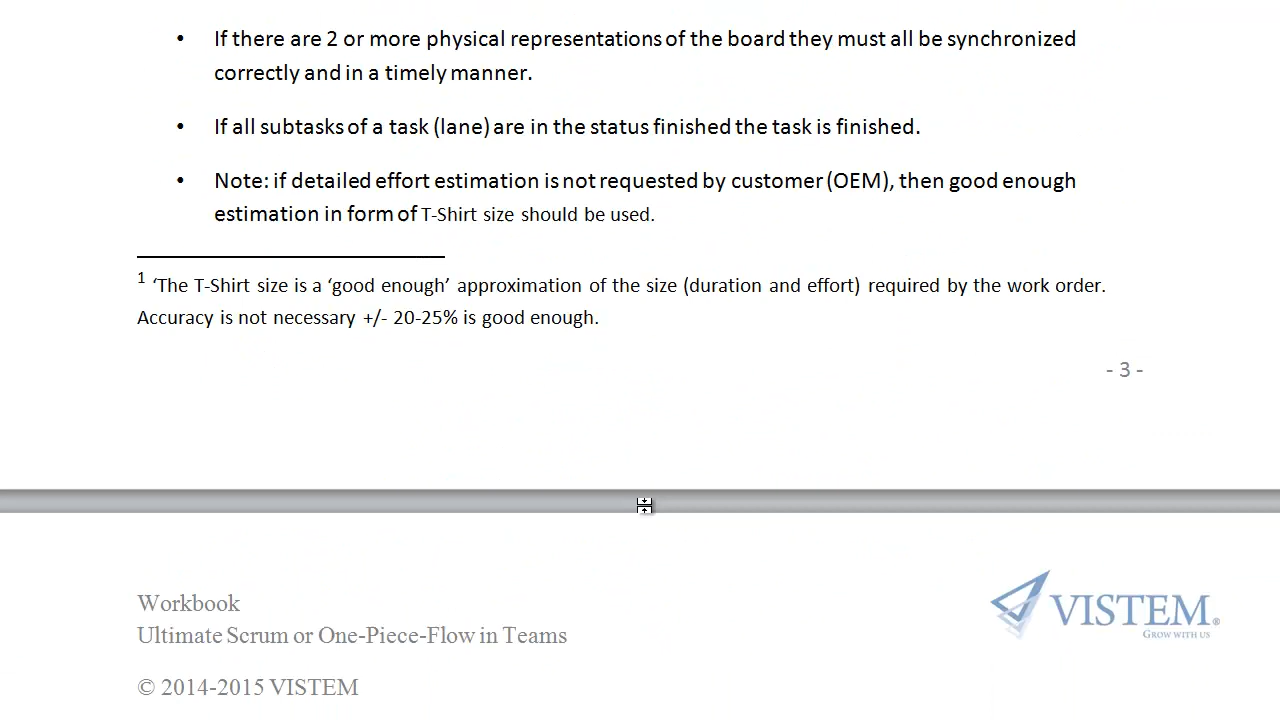 • If there are 2 or more physical representations of the board they must all be synchronized
correctly and in a timely manner.
• If all subtasks of a task (lane) are in the status finished the task is finished.
• Note: if detailed effort estimation is not requested by customer (OEM), then good enough
estimation in form of T-Shirt size should be used.
1 ‘The T-Shirt size is a ‘good enough’ approximation of the size (duration and effort) required by the work order.
Accuracy is not necessary +/- 20-25% is good enough.
- 3 -
Workbook
Ultimate Scrum or One-Piece-Flow in Teams
© 2014-2015 VISTEM
VISTEM®
GROW WITH US